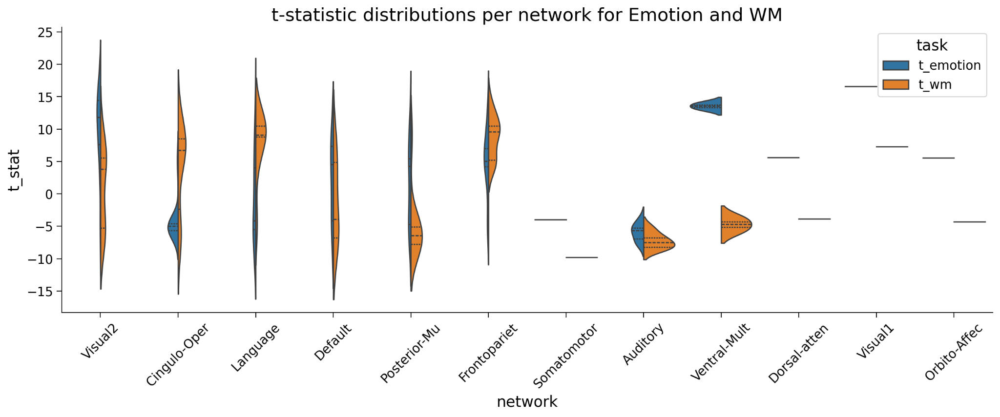 t-statistic distributions per network for Emotion and WM
t_stat
25
20
15
10
5
0
−5
−10
−15
task
t_emotion
t_wm
Visual2
Cingulo-Oper
Language
Default
Posterior-Mu
Frontopariet
Somatomotor
Auditory
Ventral-Mult
Dorsal-atten
Visual1
Orbito-Affec
network